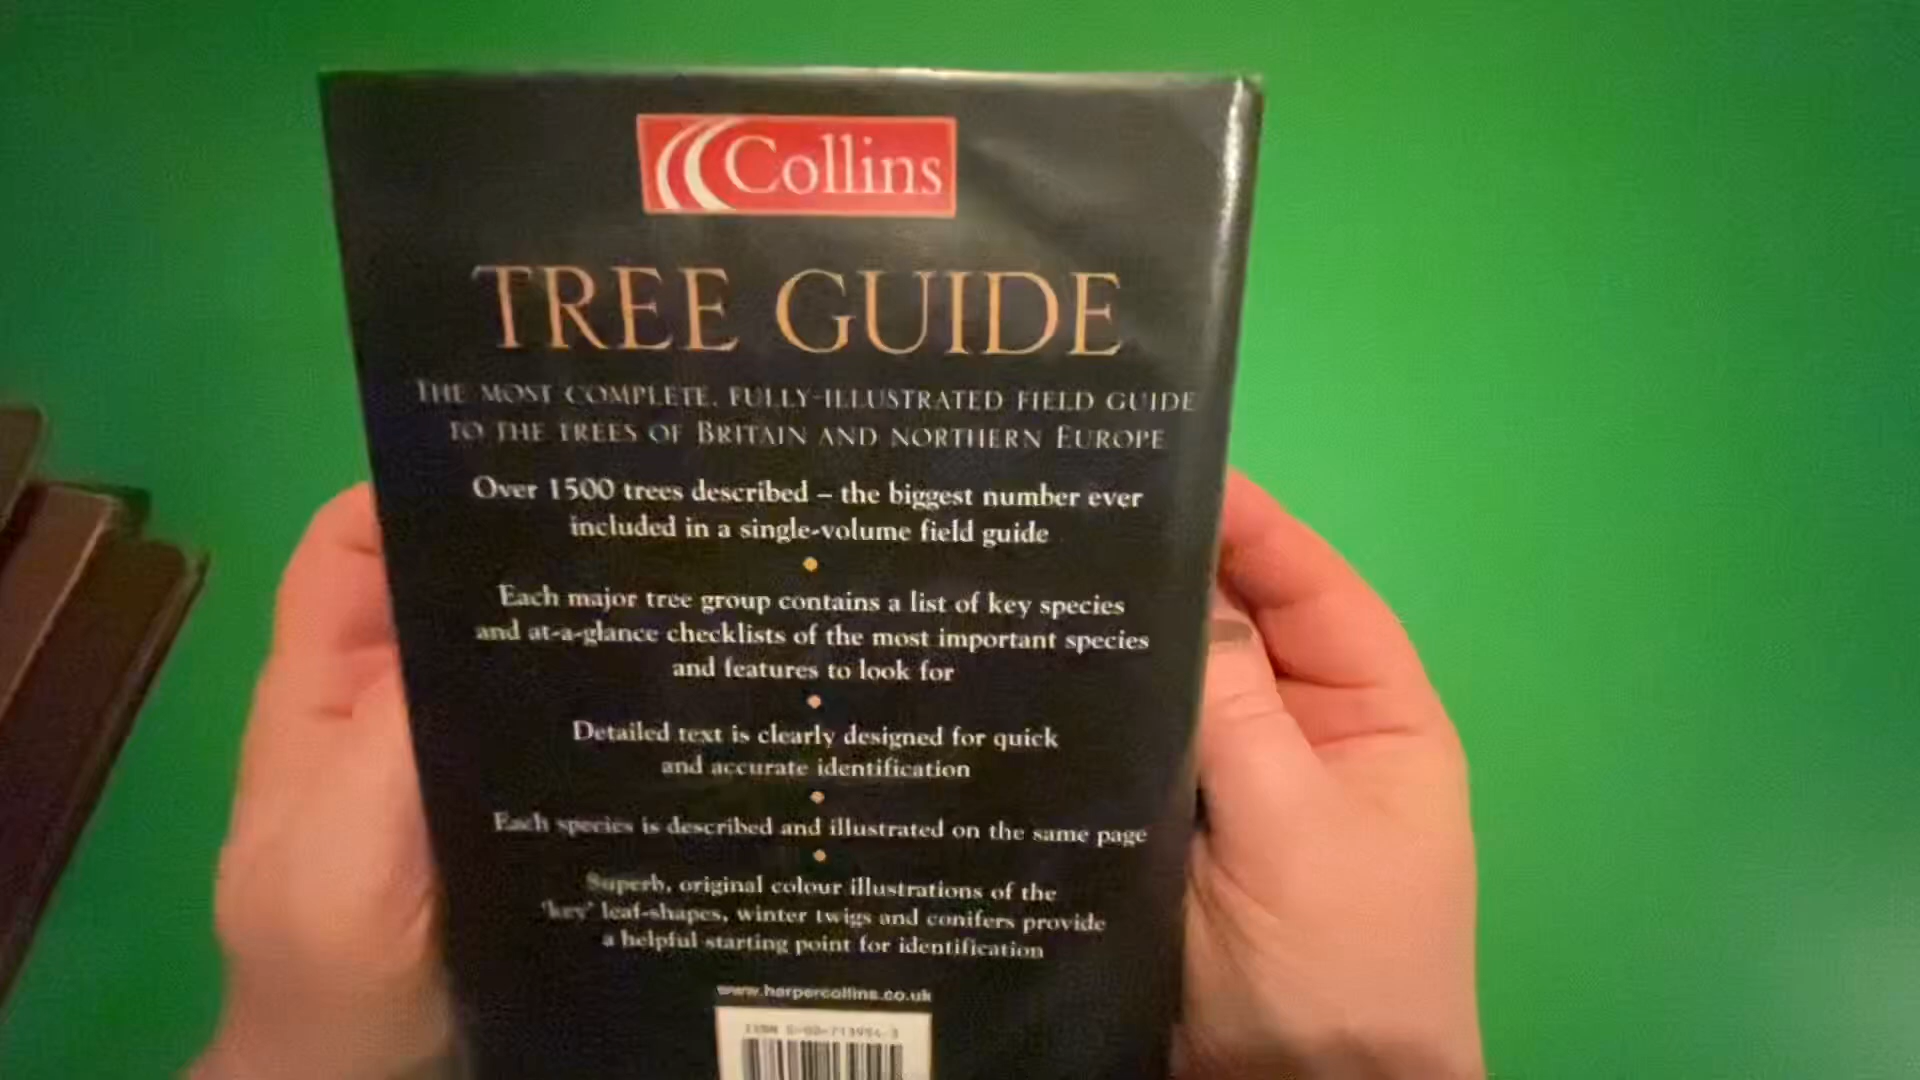 Collins
TREE GUIDE
THE MOST COMPLETE, FULLY-ILLUSTRATED FIELD GUIDE
TO THE TREES OF BRITAIN AND NORTHERN EUROPE
Over 1500 trees described – the biggest number ever
included in a single-volume field guide
Each major tree group contains a list of key species
and at-a-glance checklists of the most important species
and features to look for
Detailed text is clearly designed for quick
and accurate identification
Each species is described and illustrated on the same page
Superb, original colour illustrations of the
'key' leaf-shapes, winter twigs and conifers provide
a helpful starting point for identification
www.harpercollins.co.uk
ISBN